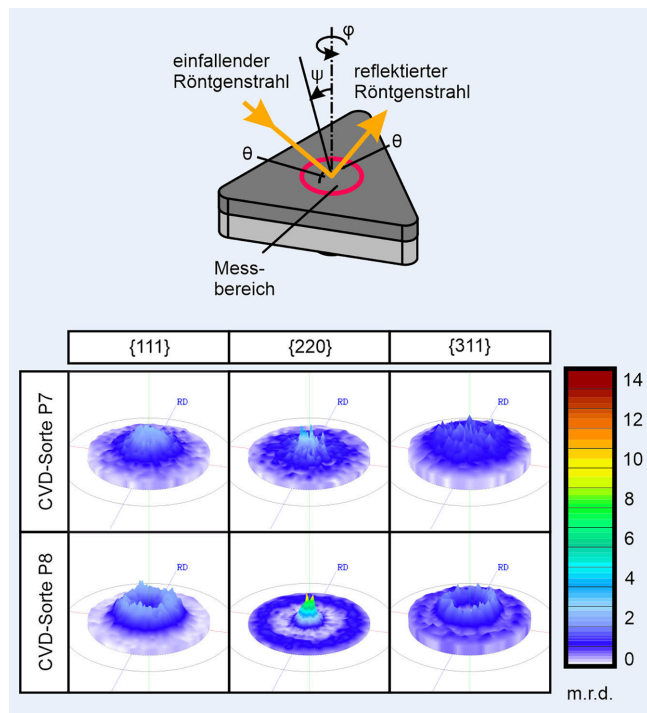 φ
einfallender
Röntgenstrahl
ψ
reflektierter
Röntgenstrahl
θ
θ
Mess-
bereich
{111}
{220}
{311}
CVD-Sorte P7
RD
RD
RD
CVD-Sorte P8
RD
RD
RD
14
12
10
8
6
4
2
0
m.r.d.